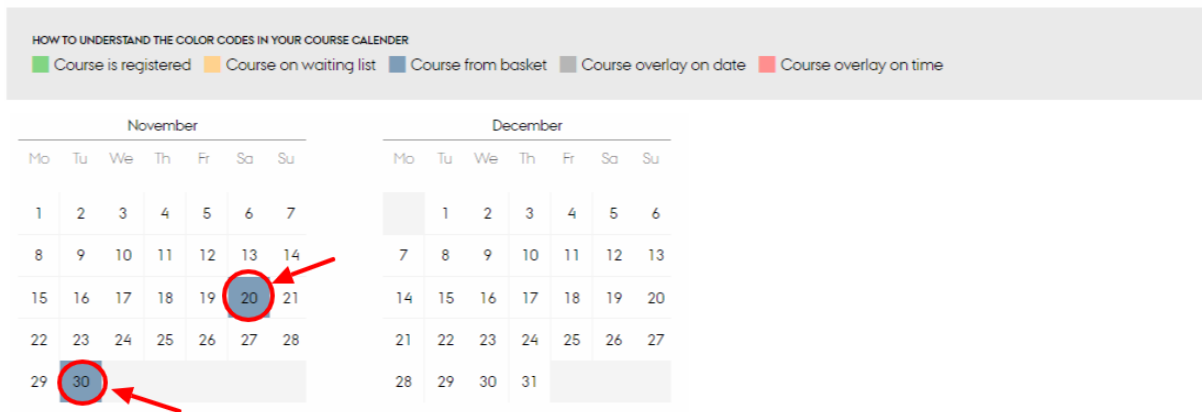 HOW TO UNDERSTAND THE COLOR CODES IN YOUR COURSE CALENDER
Course is registered Course on waiting list Course from basket Course overlay on date Course overlay on time
November
Mo Tu We Th Fr Sa Su
1 2 3 4 5 6 7
8 9 10 11 12 13 14
15 16 17 18 19 20 21
22 23 24 25 26 27 28
29 30
December
Mo Tu We Th Fr Sa Su
1 2 3 4 5 6
7 8 9 10 11 12 13
14 15 16 17 18 19 20
21 22 23 24 25 26 27
28 29 30 31